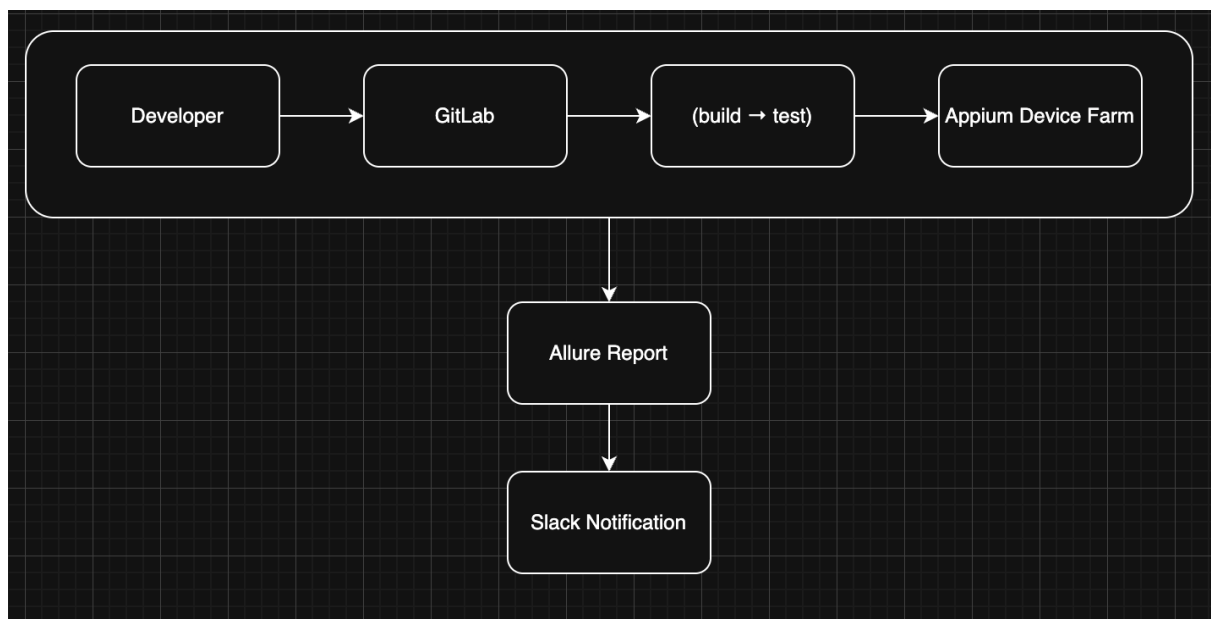 Developer
GitLab
(build → test)
Appium Device Farm
Allure Report
Slack Notification